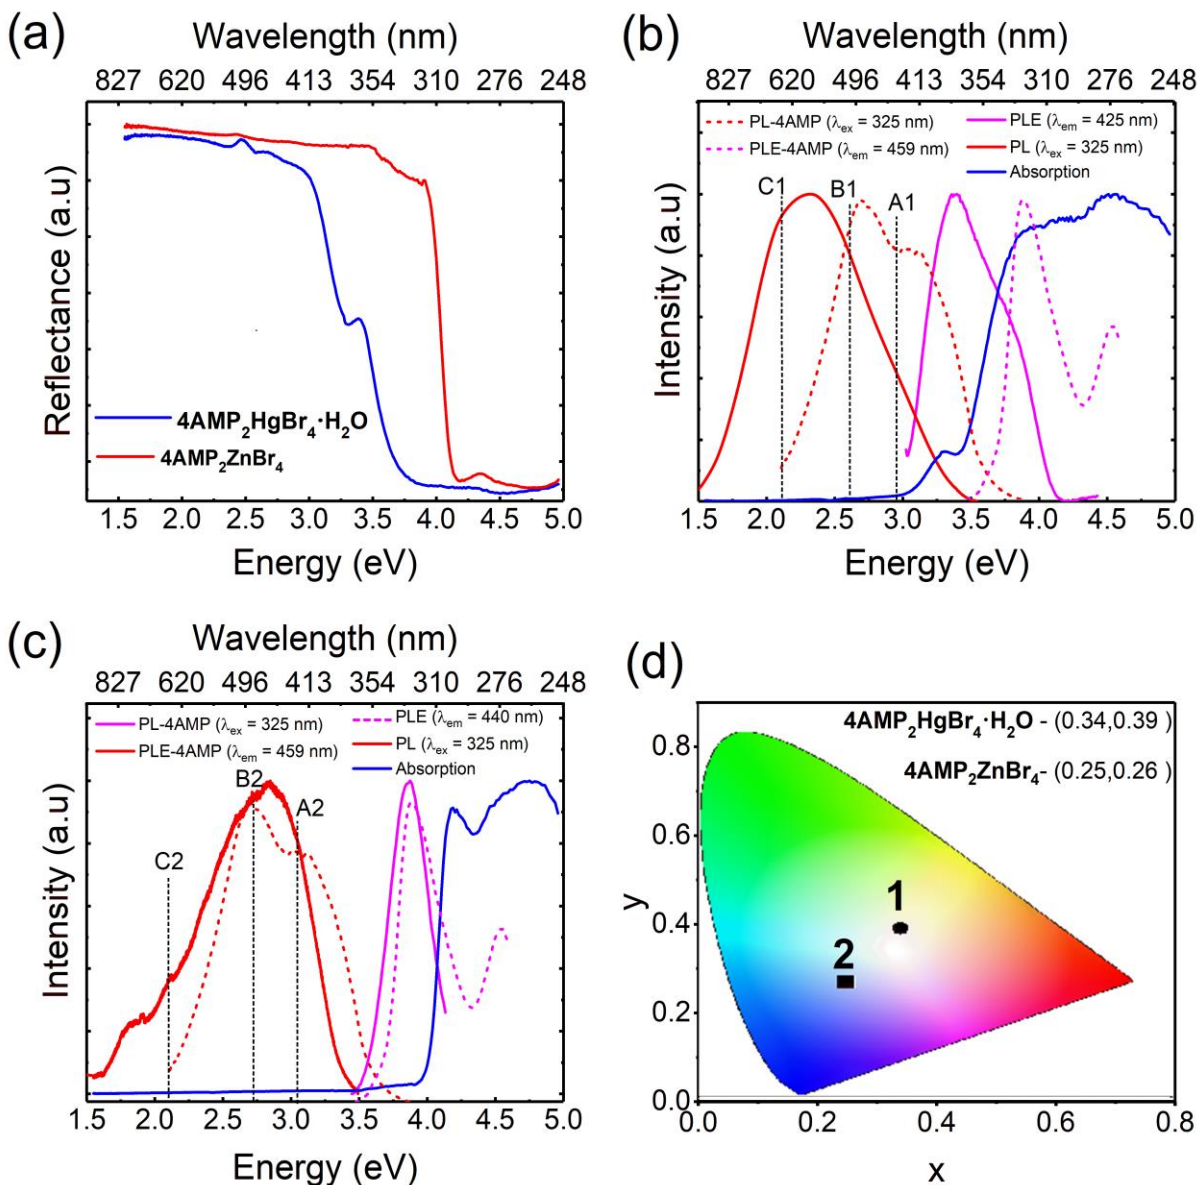 (a)
Wavelength (nm)
827 620 496 413 354 310 276 248
Reflectance (a.u)
4AMP₂HgBr₄·H₂O
4AMP₂ZnBr₄
1.5 2.0 2.5 3.0 3.5 4.0 4.5 5.0
Energy (eV)
(b)
Wavelength (nm)
827 620 496 413 354 310 276 248
Intensity (a.u)
PL-4AMP (λex = 325 nm)
PLE-4AMP (λem = 459 nm)
PLE (λem = 425 nm)
PL (λex = 325 nm)
Absorption
C1 B1 A1
1.5 2.0 2.5 3.0 3.5 4.0 4.5 5.0
Energy (eV)
(c)
Wavelength (nm)
827 620 496 413 354 310 276 248
Intensity (a.u)
PL-4AMP (λex = 325 nm)
PLE-4AMP (λem = 459 nm)
PLE (λem = 440 nm)
PL (λex = 325 nm)
Absorption
C2 B2 A2
1.5 2.0 2.5 3.0 3.5 4.0 4.5 5.0
Energy (eV)
(d)
4AMP₂HgBr₄·H₂O - (0.34,0.39 )
4AMP₂ZnBr₄- (0.25,0.26 )
0.8
0.6
y
0.4
0.2
0.0
1
2
0.0 0.2 0.4 0.6 0.8
x